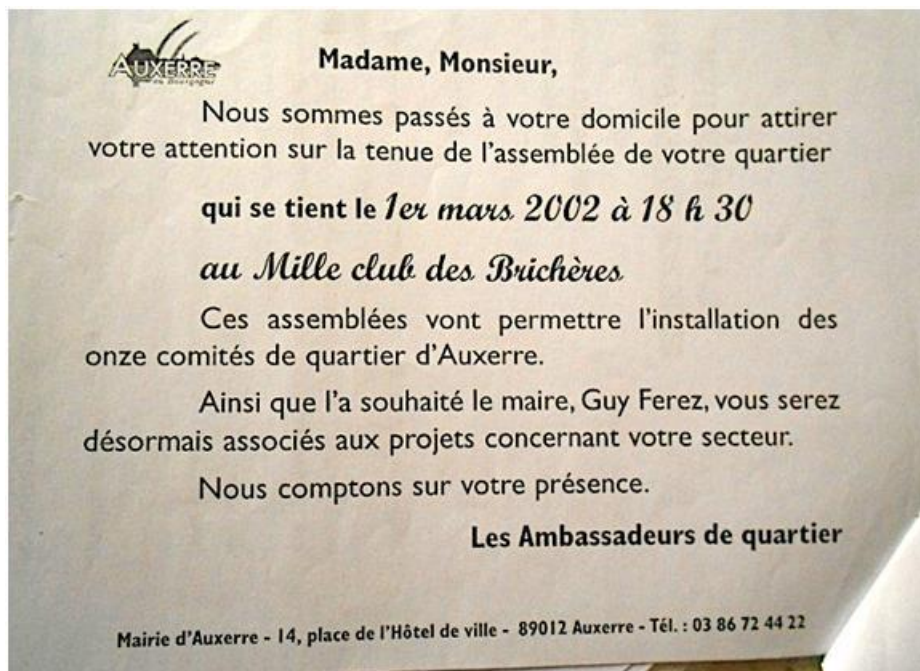 AUXERRE
en Bourgogne
Madame, Monsieur,
Nous sommes passés à votre domicile pour attirer
votre attention sur la tenue de l'assemblée de votre quartier
qui se tient le 1er mars 2002 à 18 h 30
au Mille club des Brichères
Ces assemblées vont permettre l'installation des
onze comités de quartier d'Auxerre.
Ainsi que l'a souhaité le maire, Guy Ferez, vous serez
désormais associés aux projets concernant votre secteur.
Nous comptons sur votre présence.
Les Ambassadeurs de quartier
Mairie d'Auxerre - 14, place de l'Hôtel de ville - 89012 Auxerre - Tél. : 03 86 72 44 22